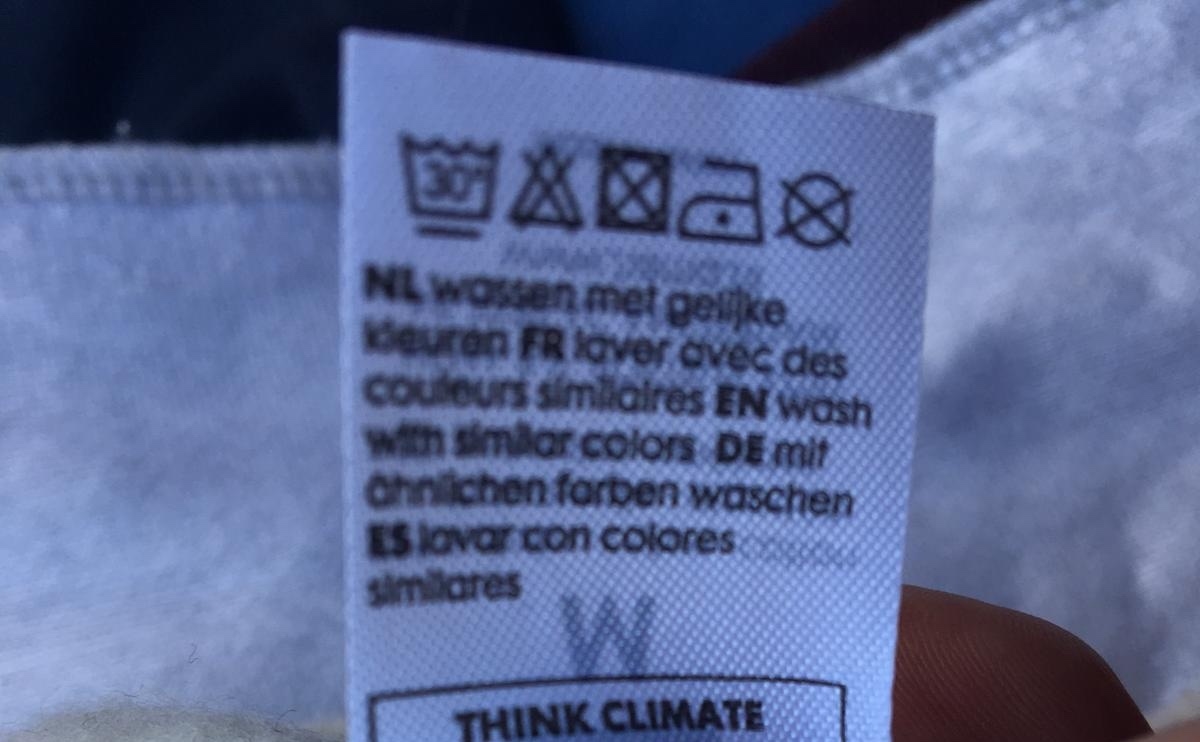 30°
NL wassen met gelijke
kleuren FR laver avec des
couleurs similaires EN wash
with similar colors DE mit
ähnlichen farben waschen
ES lavar con colores
similares
THINK CLIMATE